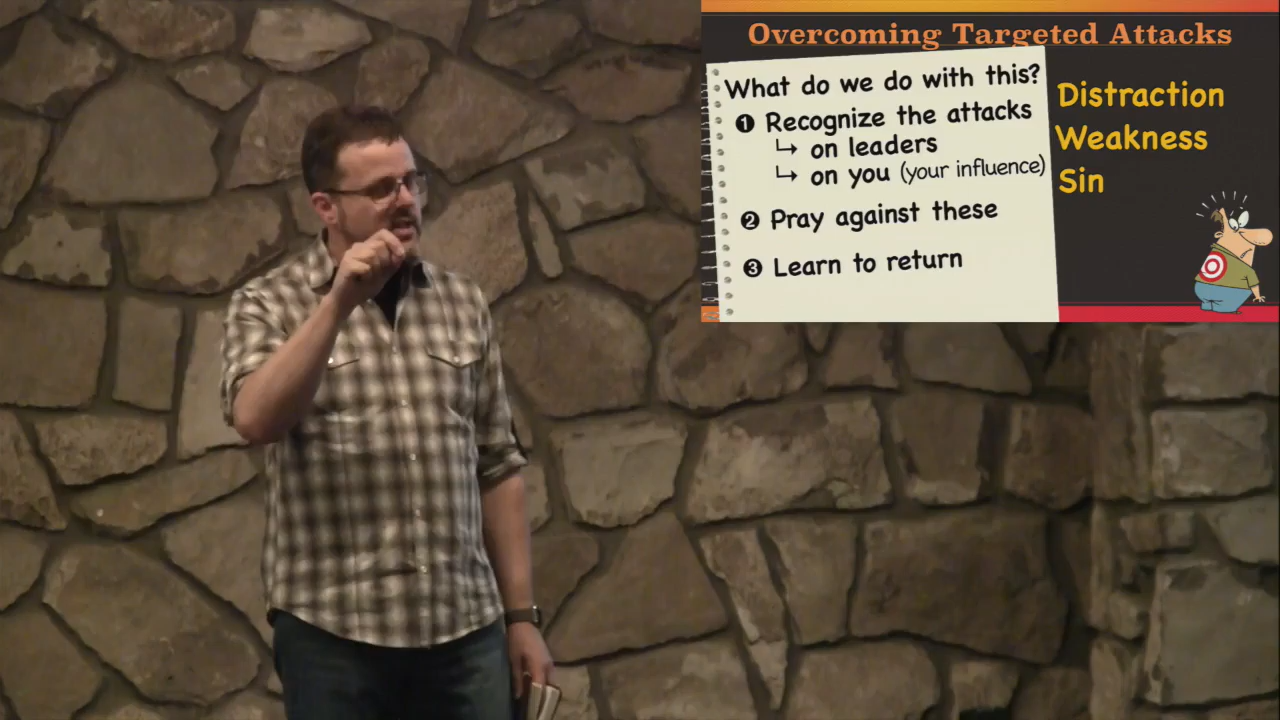 Overcoming Targeted Attacks
What do we do with this?
❶ Recognize the attacks
↳ on leaders
↳ on you (your influence)
❷ Pray against these
❸ Learn to return
Distraction
Weakness
Sin